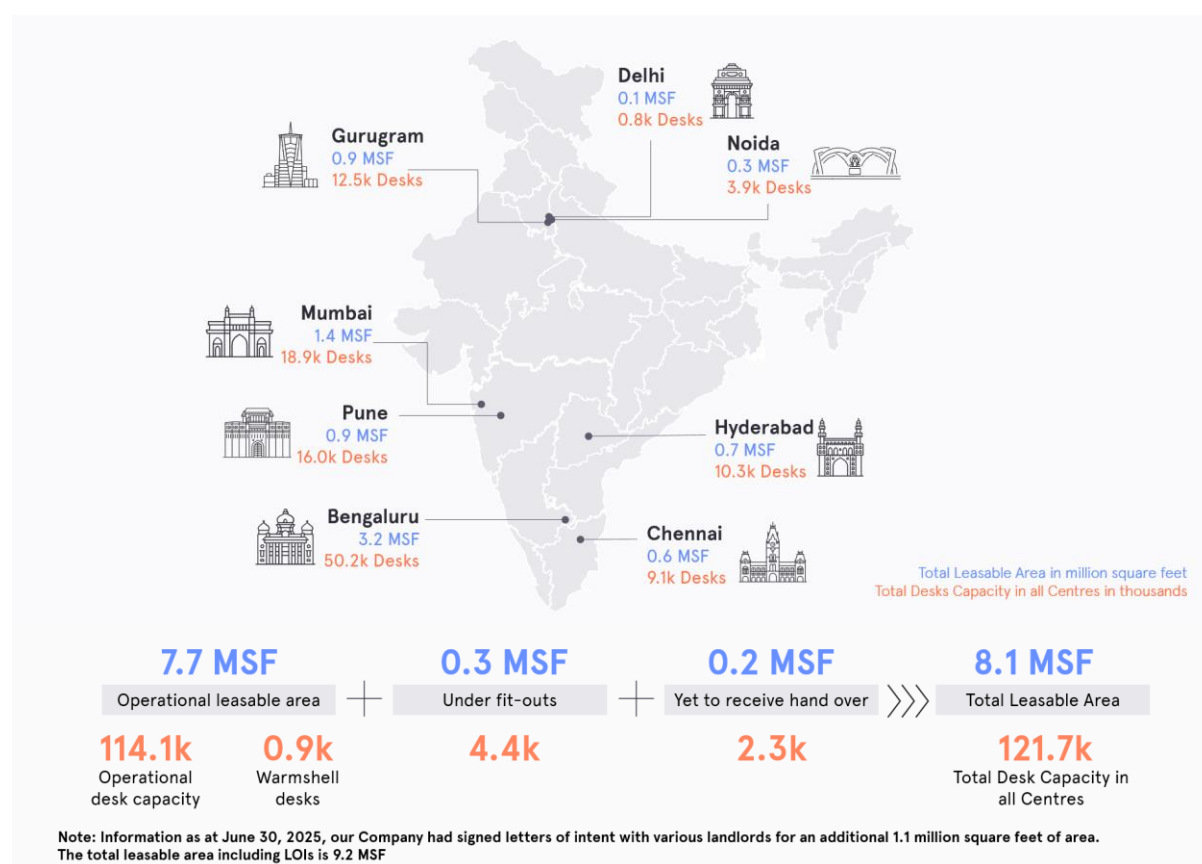 Delhi
0.1 MSF
0.8k Desks
Gurugram
0.9 MSF
12.5k Desks
Noida
0.3 MSF
3.9k Desks
Mumbai
1.4 MSF
18.9k Desks
Pune
0.9 MSF
16.0k Desks
Hyderabad
0.7 MSF
10.3k Desks
Bengaluru
3.2 MSF
50.2k Desks
Chennai
0.6 MSF
9.1k Desks
Total Leasable Area in million square feet
Total Desks Capacity in all Centres in thousands
7.7 MSF
Operational leasable area
114.1k
Operational
desk capacity
0.9k
Warmshell
desks
+
0.3 MSF
Under fit-outs
4.4k
+
0.2 MSF
Yet to receive hand over
2.3k
8.1 MSF
Total Leasable Area
121.7k
Total Desk Capacity in
all Centres
Note: Information as at June 30, 2025, our Company had signed letters of intent with various landlords for an additional 1.1 million square feet of area.
The total leasable area including LOIs is 9.2 MSF